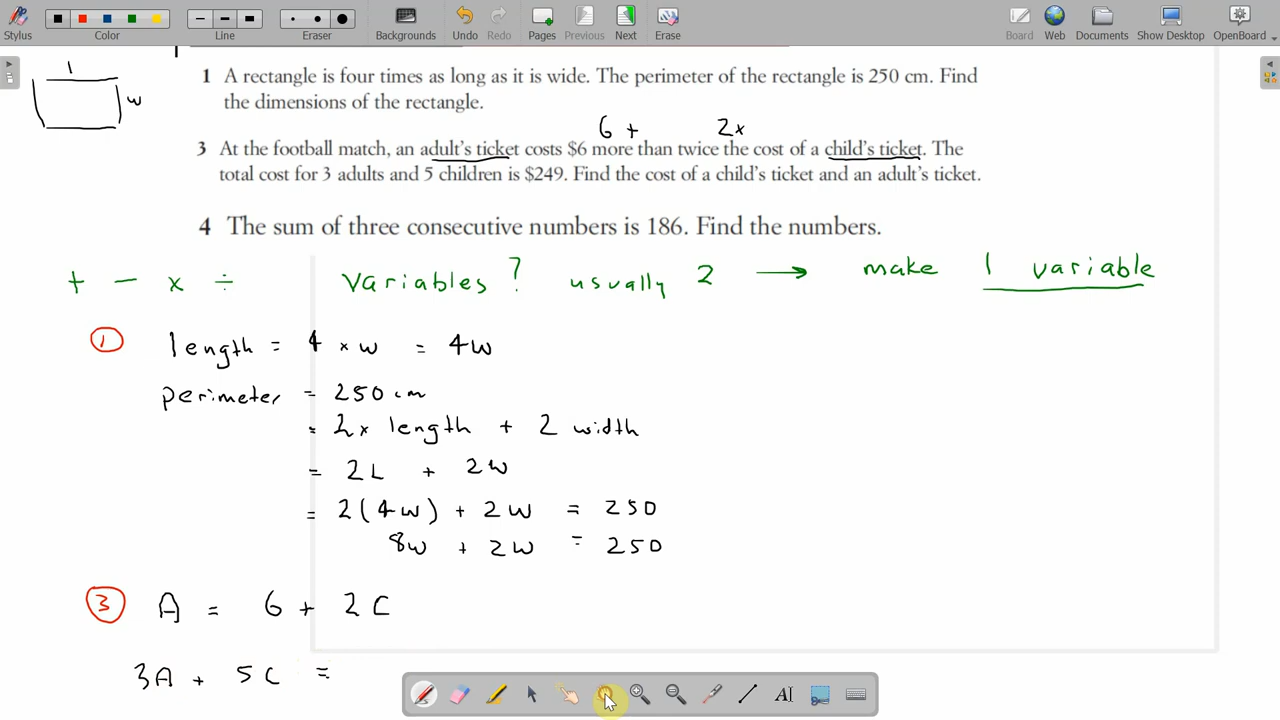 Stylus Color Line Eraser Backgrounds Undo Redo Pages Previous Next Erase Board Web Documents Show Desktop OpenBoard
l
w
1 A rectangle is four times as long as it is wide. The perimeter of the rectangle is 250 cm. Find
the dimensions of the rectangle.
6 + 2x
3 At the football match, an adult's ticket costs $6 more than twice the cost of a child's ticket. The
total cost for 3 adults and 5 children is $249. Find the cost of a child's ticket and an adult's ticket.
4 The sum of three consecutive numbers is 186. Find the numbers.
+ − x ÷ variables? usually 2 → make 1 variable
1 length = 4 × w = 4w
perimeter = 250 cm
= 2x length + 2 width
= 2L + 2w
= 2(4w) + 2w = 250
8w + 2w = 250
3 A = 6 + 2C
3A + 5C =
AI